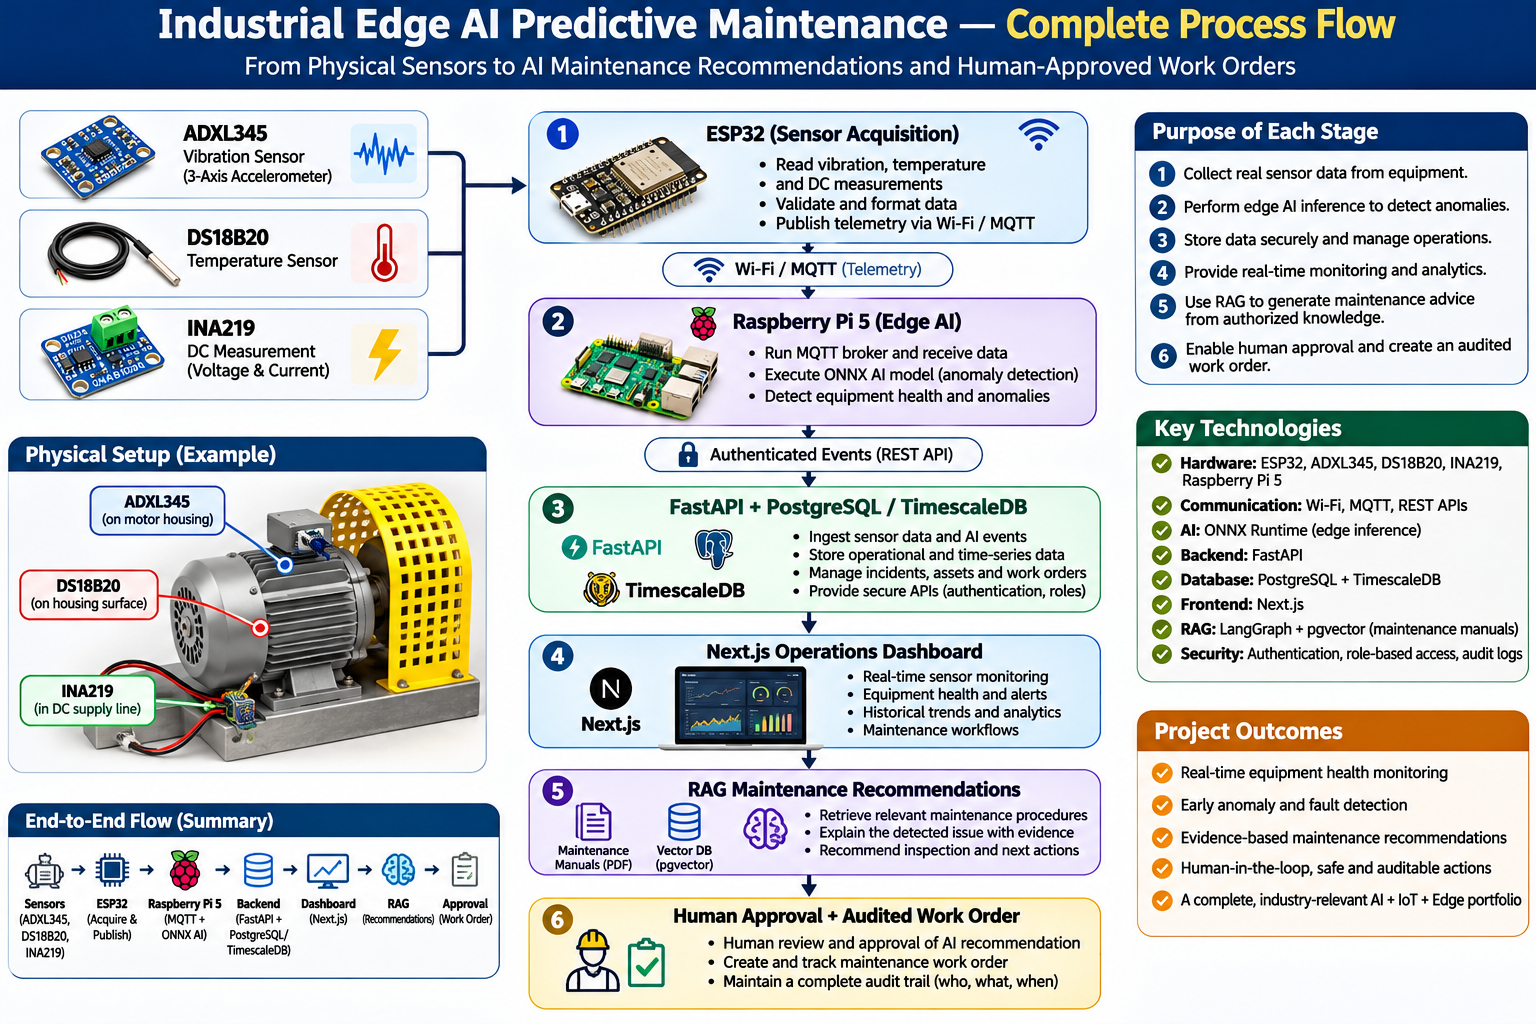 Industrial Edge AI Predictive Maintenance — Complete Process Flow
From Physical Sensors to AI Maintenance Recommendations and Human-Approved Work Orders
ADXL345
Vibration Sensor
(3-Axis Accelerometer)
DS18B20
Temperature Sensor
INA219
DC Measurement
(Voltage & Current)
Physical Setup (Example)
ADXL345
(on motor housing)
DS18B20
(on housing surface)
INA219
(in DC supply line)
End-to-End Flow (Summary)
Sensors
(ADXL345,
DS18B20,
INA219)
ESP32
(Acquire &
Publish)
Raspberry Pi 5
(MQTT +
ONNX AI)
Backend
(FastAPI +
PostgreSQL/
TimescaleDB)
Dashboard
(Next.js)
RAG
(Recommendations)
Approval
(Work Order)
1
ESP32 (Sensor Acquisition)
• Read vibration, temperature
• and DC measurements
• Validate and format data
• Publish telemetry via Wi-Fi / MQTT
Wi-Fi / MQTT (Telemetry)
2
Raspberry Pi 5 (Edge AI)
• Run MQTT broker and receive data
• Execute ONNX AI model (anomaly detection)
• Detect equipment health and anomalies
Authenticated Events (REST API)
3
FastAPI + PostgreSQL / TimescaleDB
FastAPI
TimescaleDB
• Ingest sensor data and AI events
• Store operational and time-series data
• Manage incidents, assets and work orders
• Provide secure APIs (authentication, roles)
4
Next.js Operations Dashboard
N
Next.js
• Real-time sensor monitoring
• Equipment health and alerts
• Historical trends and analytics
• Maintenance workflows
5
RAG Maintenance Recommendations
Maintenance
Manuals (PDF)
Vector DB
(pgvector)
• Retrieve relevant maintenance procedures
• Explain the detected issue with evidence
• Recommend inspection and next actions
6
Human Approval + Audited Work Order
• Human review and approval of AI recommendation
• Create and track maintenance work order
• Maintain a complete audit trail (who, what, when)
Purpose of Each Stage
1 Collect real sensor data from equipment.
2 Perform edge AI inference to detect anomalies.
3 Store data securely and manage operations.
4 Provide real-time monitoring and analytics.
5 Use RAG to generate maintenance advice
from authorized knowledge.
6 Enable human approval and create an audited
work order.
Key Technologies
Hardware: ESP32, ADXL345, DS18B20, INA219,
Raspberry Pi 5
Communication: Wi-Fi, MQTT, REST APIs
AI: ONNX Runtime (edge inference)
Backend: FastAPI
Database: PostgreSQL + TimescaleDB
Frontend: Next.js
RAG: LangGraph + pgvector (maintenance manuals)
Security: Authentication, role-based access, audit logs
Project Outcomes
Real-time equipment health monitoring
Early anomaly and fault detection
Evidence-based maintenance recommendations
Human-in-the-loop, safe and auditable actions
A complete, industry-relevant AI + IoT + Edge portfolio